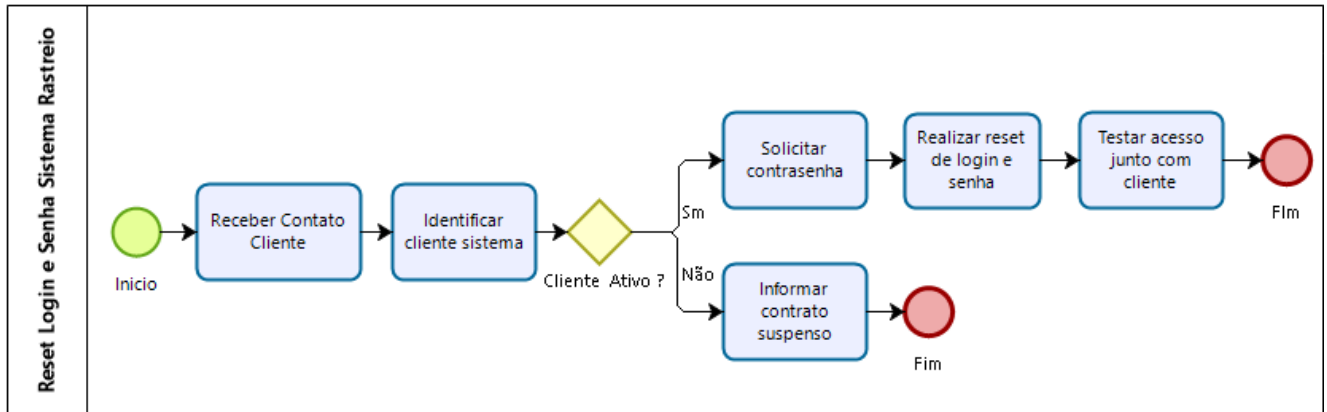 Reset Login e Senha Sistema Rastreio
Inicio
Receber Contato
Cliente
Identificar
cliente sistema
Cliente Ativo ?
Sm
Solicitar
contrasenha
Realizar reset
de login e
senha
Testar acesso
junto com
cliente
FIm
Não
Informar
contrato
suspenso
Fim